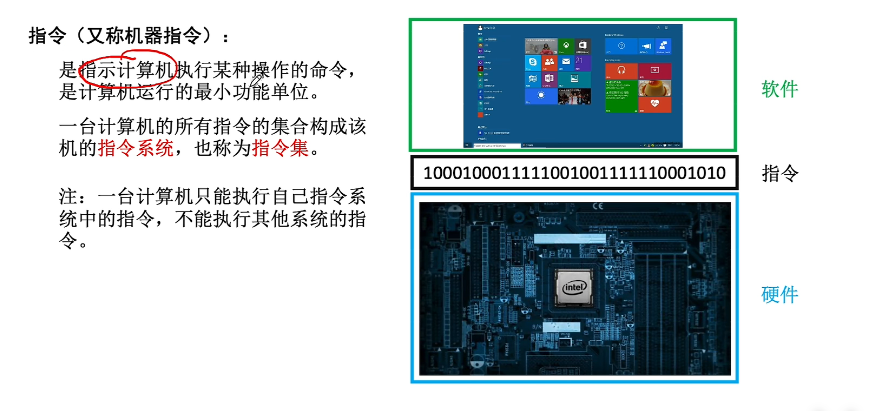 指令（又称机器指令）：
是指示计算机执行某种操作的命令，
是计算机运行的最小功能单位。
一台计算机的所有指令的集合构成该
机的指令系统，也称为指令集。
注：一台计算机只能执行自己指令系
统中的指令，不能执行其他系统的指
令。
软件
10001000111110010011111110001010
指令
intel
硬件